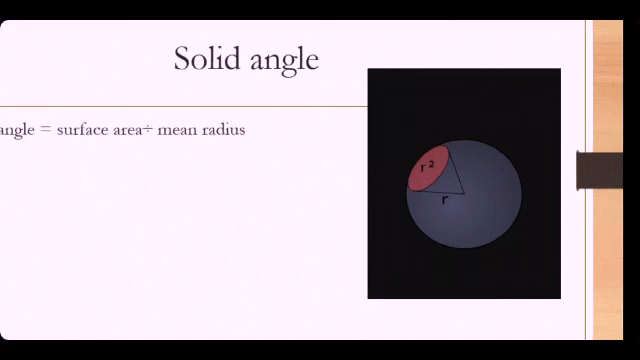 Solid angle
angle = surface area÷ mean radius
r²
r